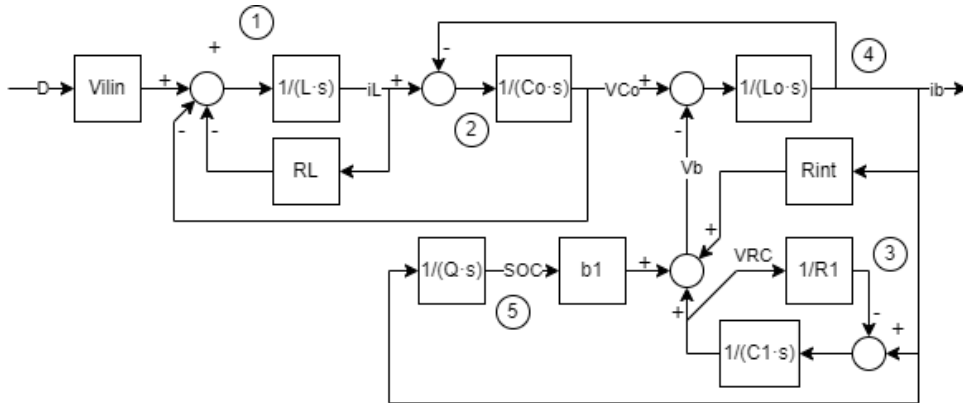 1
4
+
-
D
Vilin
+
1/(L·s)
iL
+
1/(Co·s)
VCo
+
1/(Lo·s)
ib
-
-
2
-
RL
Vb
Rint
+
VRC
3
1/(Q·s)
SOC
b1
+
1/R1
5
+
-
+
1/(C1·s)